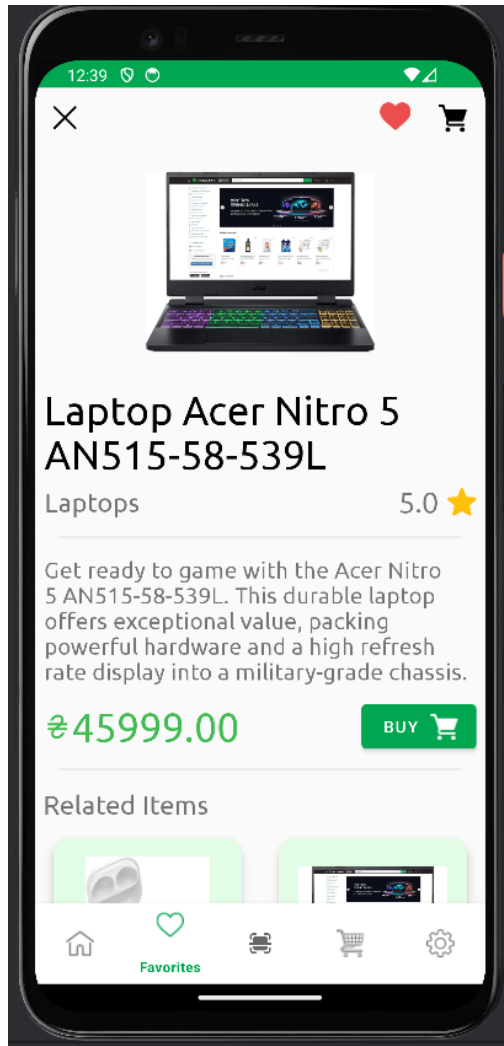 12:39
Laptop Acer Nitro 5
AN515-58-539L
Laptops
5.0
Get ready to game with the Acer Nitro
5 AN515-58-539L. This durable laptop
offers exceptional value, packing
powerful hardware and a high refresh
rate display into a military-grade chassis.
₴45999.00
BUY
Related Items
Favorites